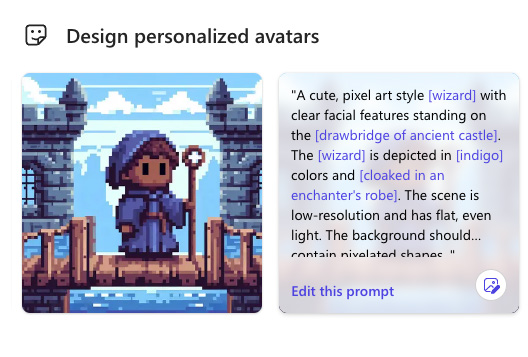 Design personalized avatars
"A cute, pixel art style [wizard] with
clear facial features standing on
the [drawbridge of ancient castle].
The [wizard] is depicted in [indigo]
colors and [cloaked in an
enchanter's robe]. The scene is
low-resolution and has flat, even
light. The background should...
contain pixelated shapes. "
Edit this prompt